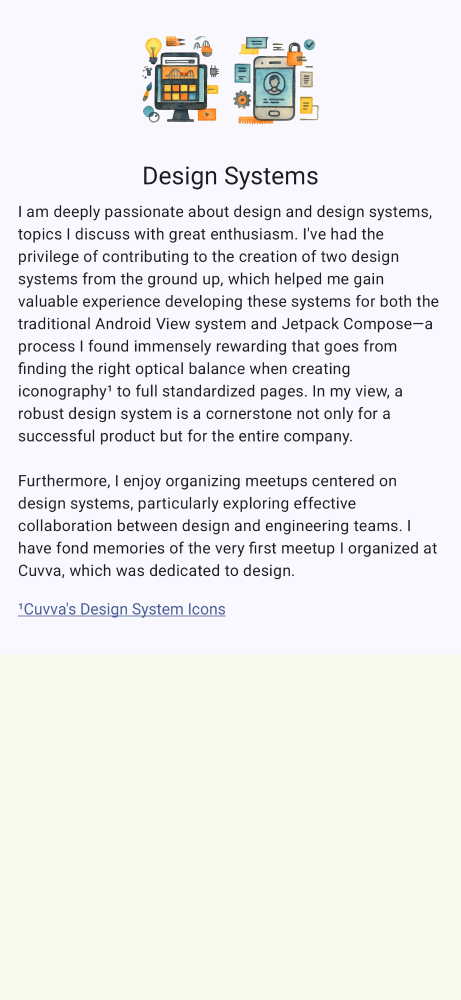 Design Systems
I am deeply passionate about design and design systems,
topics I discuss with great enthusiasm. I've had the
privilege of contributing to the creation of two design
systems from the ground up, which helped me gain
valuable experience developing these systems for both the
traditional Android View system and Jetpack Compose—a
process I found immensely rewarding that goes from
finding the right optical balance when creating
iconography¹ to full standardized pages. In my view, a
robust design system is a cornerstone not only for a
successful product but for the entire company.
Furthermore, I enjoy organizing meetups centered on
design systems, particularly exploring effective
collaboration between design and engineering teams. I
have fond memories of the very first meetup I organized at
Cuvva, which was dedicated to design.
¹Cuvva's Design System Icons